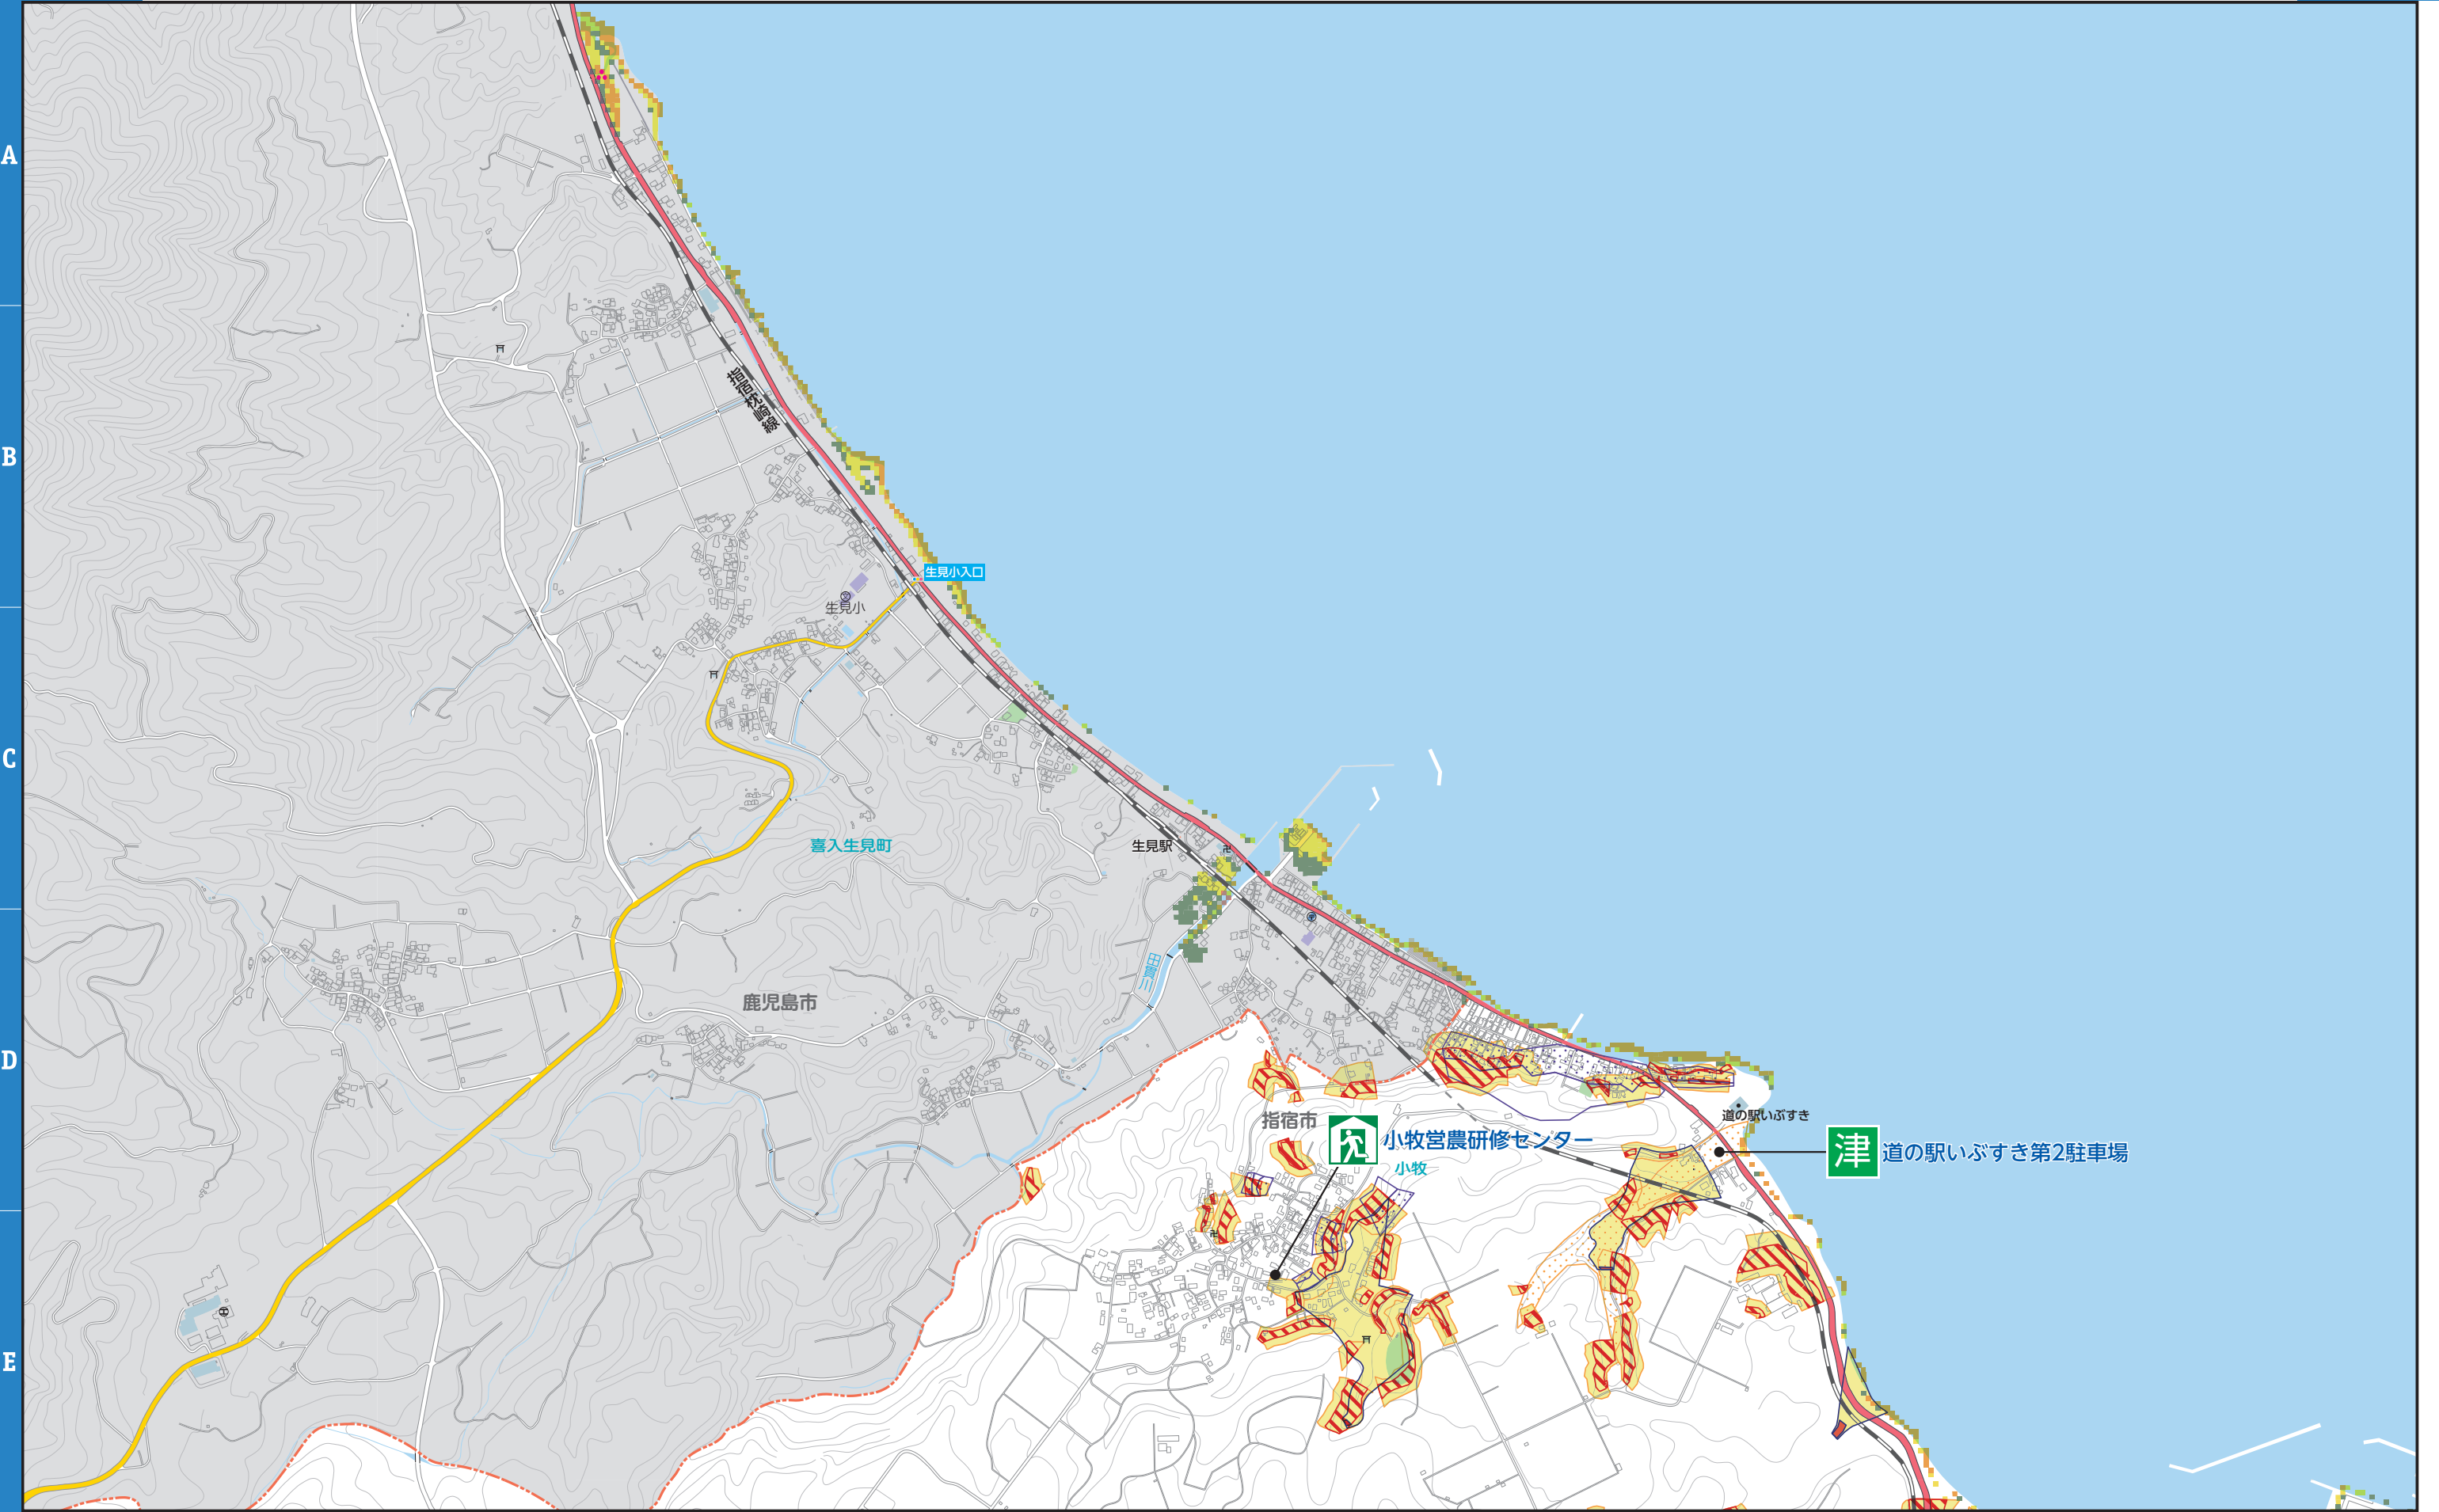 A
B
指宿枕崎線
生見小入口
生見小
C
喜入生見町
生見駅
田貫川
鹿児島市
D
道の駅いぶすき
指宿市
小牧営農研修センター
津 道の駅いぶすき第2駐車場
小牧
E